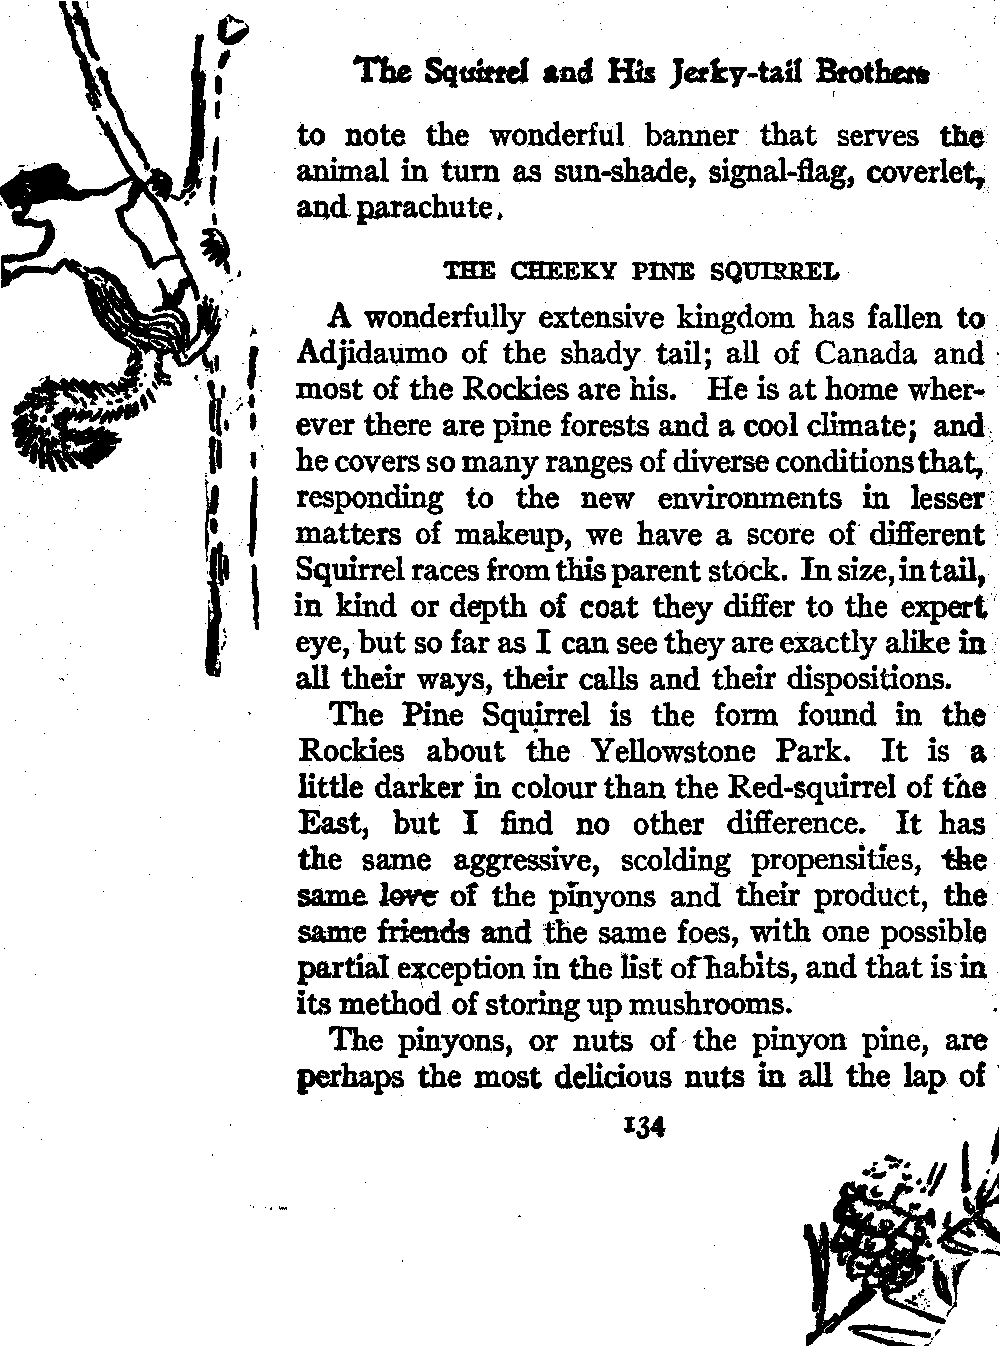 The Squirrel and His Jerky-tail Brothers
to note the wonderful banner that serves the
animal in turn as sun-shade, signal-flag, coverlet,
and parachute.
THE CHEEKY PINE SQUIRREL
A wonderfully extensive kingdom has fallen to
Adjidaumo of the shady tail; all of Canada and
most of the Rockies are his. He is at home wher-
ever there are pine forests and a cool climate; and
he covers so many ranges of diverse conditions that,
responding to the new environments in lesser
matters of makeup, we have a score of different
Squirrel races from this parent stock. In size, in tail,
in kind or depth of coat they differ to the expert
eye, but so far as I can see they are exactly alike in
all their ways, their calls and their dispositions.
The Pine Squirrel is the form found in the
Rockies about the Yellowstone Park. It is a
little darker in colour than the Red-squirrel of the
East, but I find no other difference. It has
the same aggressive, scolding propensities, the
same love of the pinyons and their product, the
same friends and the same foes, with one possible
partial exception in the list of habits, and that is in
its method of storing up mushrooms.
The pinyons, or nuts of the pinyon pine, are
perhaps the most delicious nuts in all the lap of
134